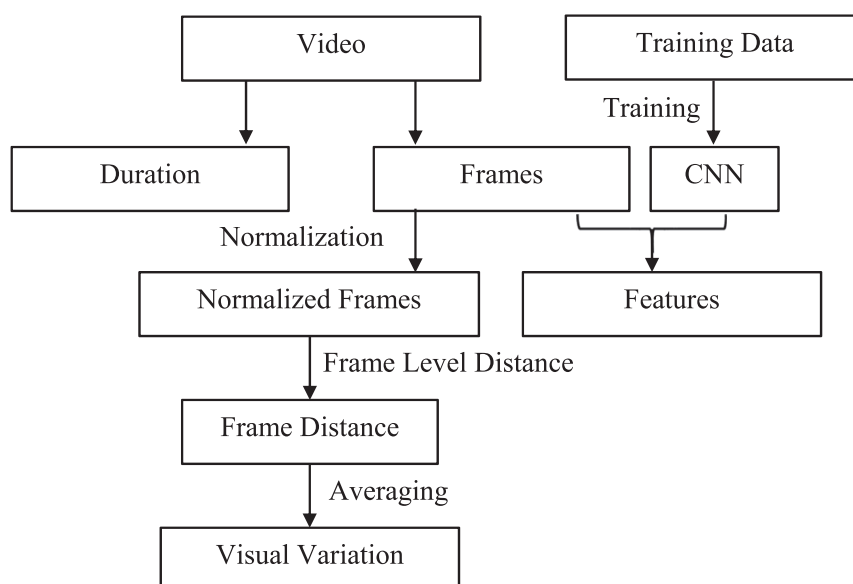 Video
Training Data
Training
Duration
Frames
CNN
Normalization
Normalized Frames
Features
Frame Level Distance
Frame Distance
Averaging
Visual Variation